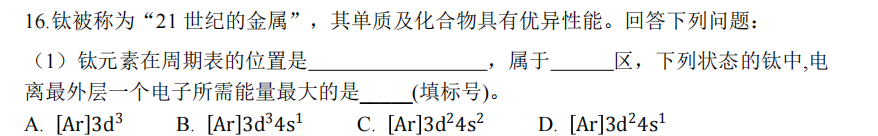 16.钛被称为“21 世纪的金属”，其单质及化合物具有优异性能。回答下列问题：
（1）钛元素在周期表的位置是________________，属于______区，下列状态的钛中,电
离最外层一个电子所需能量最大的是_____(填标号)。
A. [Ar]3d³ B. [Ar]3d³4s¹ C. [Ar]3d²4s² D. [Ar]3d²4s¹